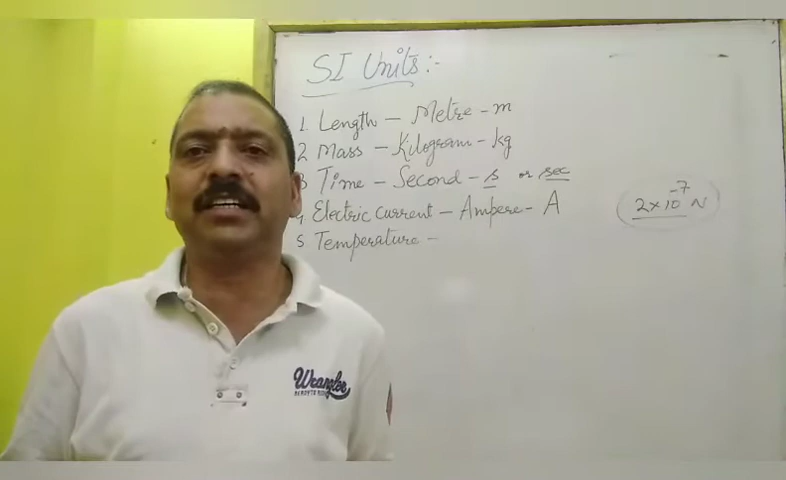 SI Units :-
1 Length - Metre - m
2 Mass - Kilogram - kg
3 Time - Second - s or sec
4 Electric current - Ampere - A
5 Temperature -
2×10⁻⁷ N
Wrangler